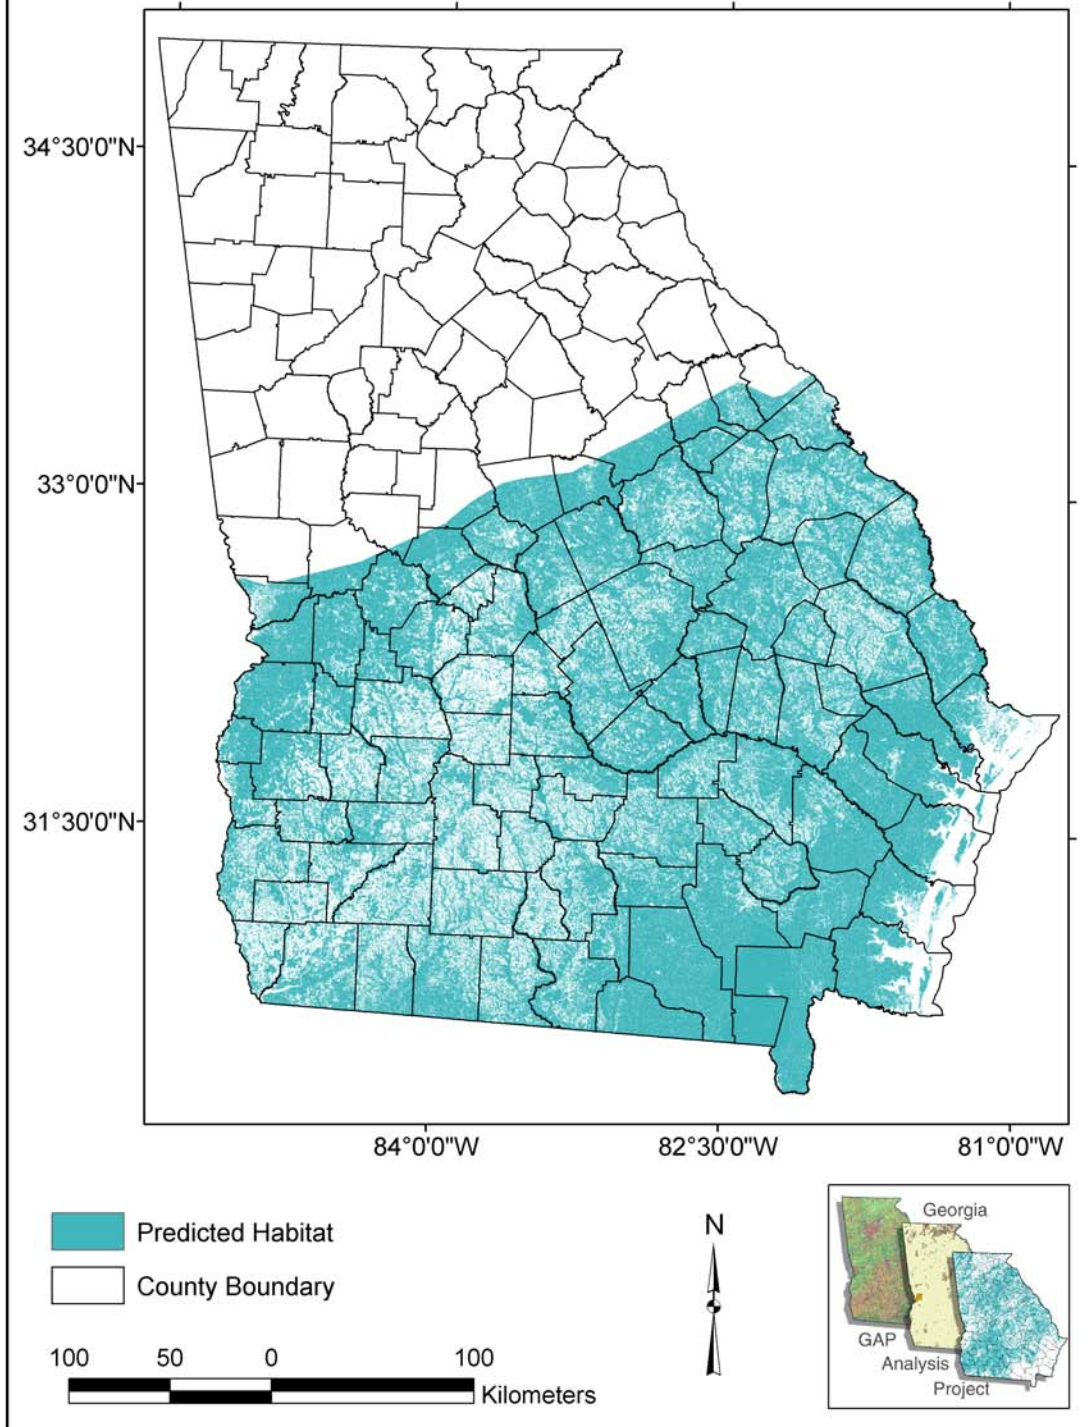 34°30'0"N
33°0'0"N
31°30'0"N
84°0'0"W
82°30'0"W
81°0'0"W
Predicted Habitat
County Boundary
100 50 0 100
Kilometers
N
Georgia
GAP
Analysis
Project